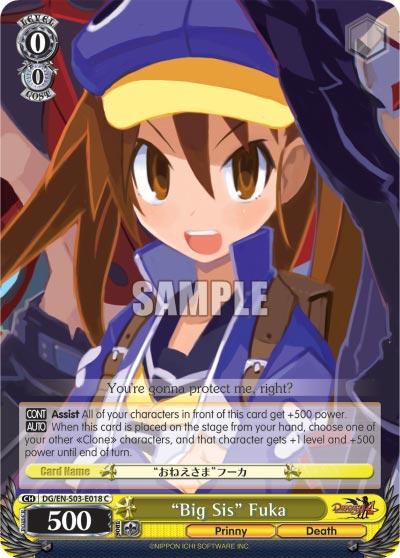 LEVEL
0
0
COST
SAMPLE
You're gonna protect me, right?
CONT Assist All of your characters in front of this card get +500 power.
AUTO When this card is placed on the stage from your hand, choose one of
your other «Clone» characters, and that character gets +1 level and +500
power until end of turn.
Card Name
“おねえさま”フーカ
CD DG/EN-S03-E018 C
POWER
500
SOUL
“Big Sis” Fuka
Prinny
Death
©NIPPON ICHI SOFTWARE INC.